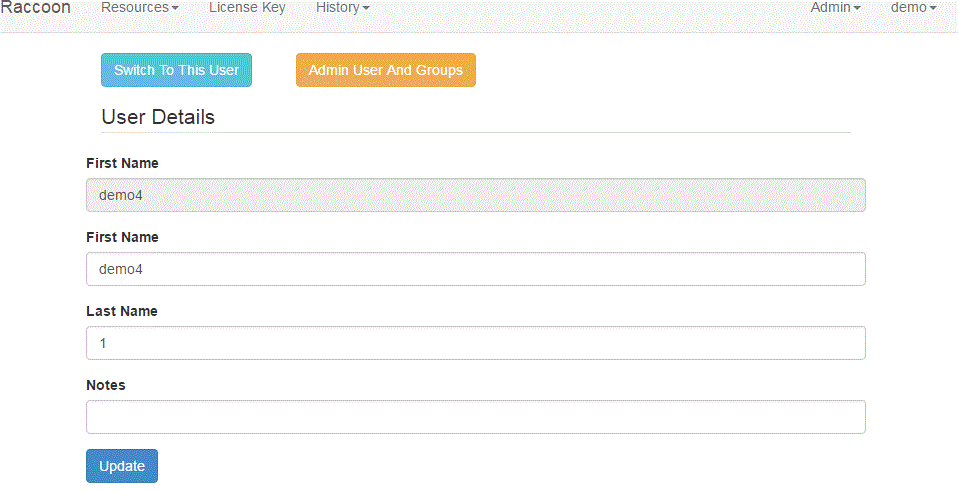 Raccoon Resources License Key History Admin demo
Switch To This User Admin User And Groups
User Details
First Name
demo4
First Name
demo4
Last Name
1
Notes
Update